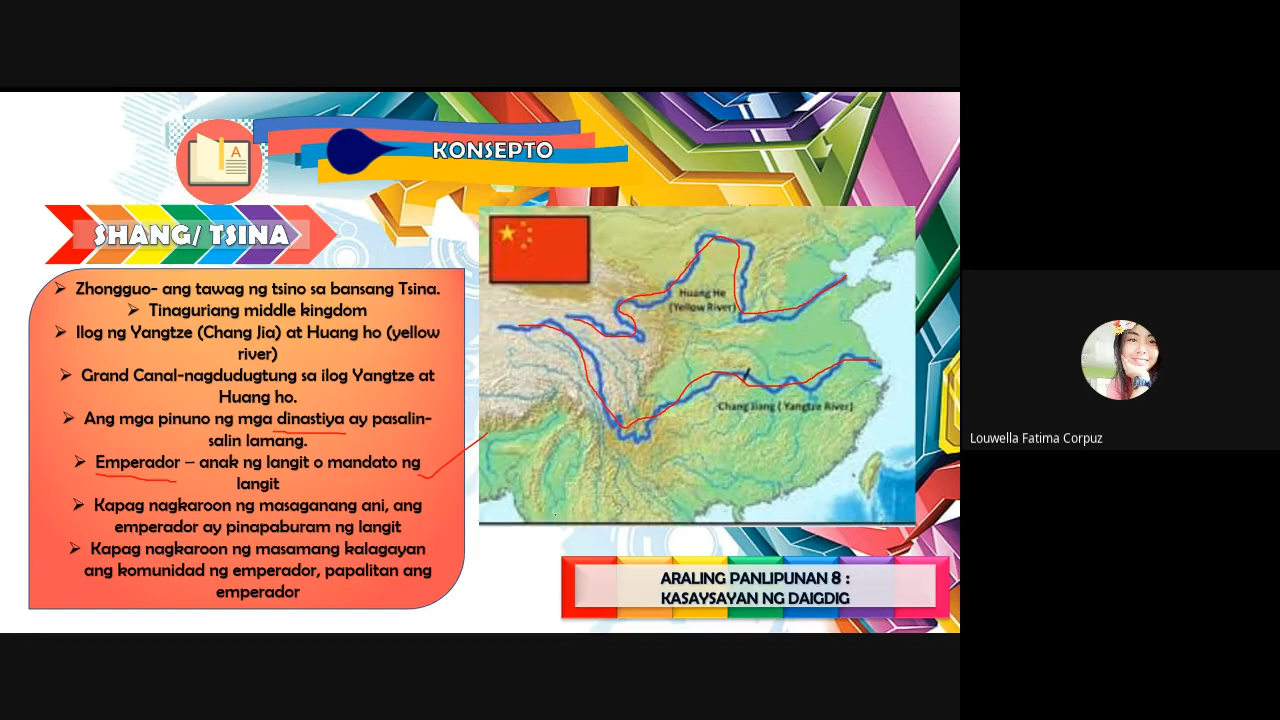 KONSEPTO
A
SHANG/ TSINA
➢ Zhongguo- ang tawag ng tsino sa bansang Tsina.
➢ Tinaguriang middle kingdom
➢ Ilog ng Yangtze (Chang Jia) at Huang ho (yellow
river)
➢ Grand Canal-nagdudugtung sa ilog Yangtze at
Huang ho.
➢ Ang mga pinuno ng mga dinastiya ay pasalin-
salin lamang.
➢ Emperador – anak ng langit o mandato ng
langit
➢ Kapag nagkaroon ng masaganang ani, ang
emperador ay pinapaburam ng langit
➢ Kapag nagkaroon ng masamang kalagayan
ang komunidad ng emperador, papalitan ang
emperador
Huang He
(Yellow River)
Chang Jiang ( Yangtze River)
ARALING PANLIPUNAN 8 :
KASAYSAYAN NG DAIGDIG
Louwella Fatima Corpuz